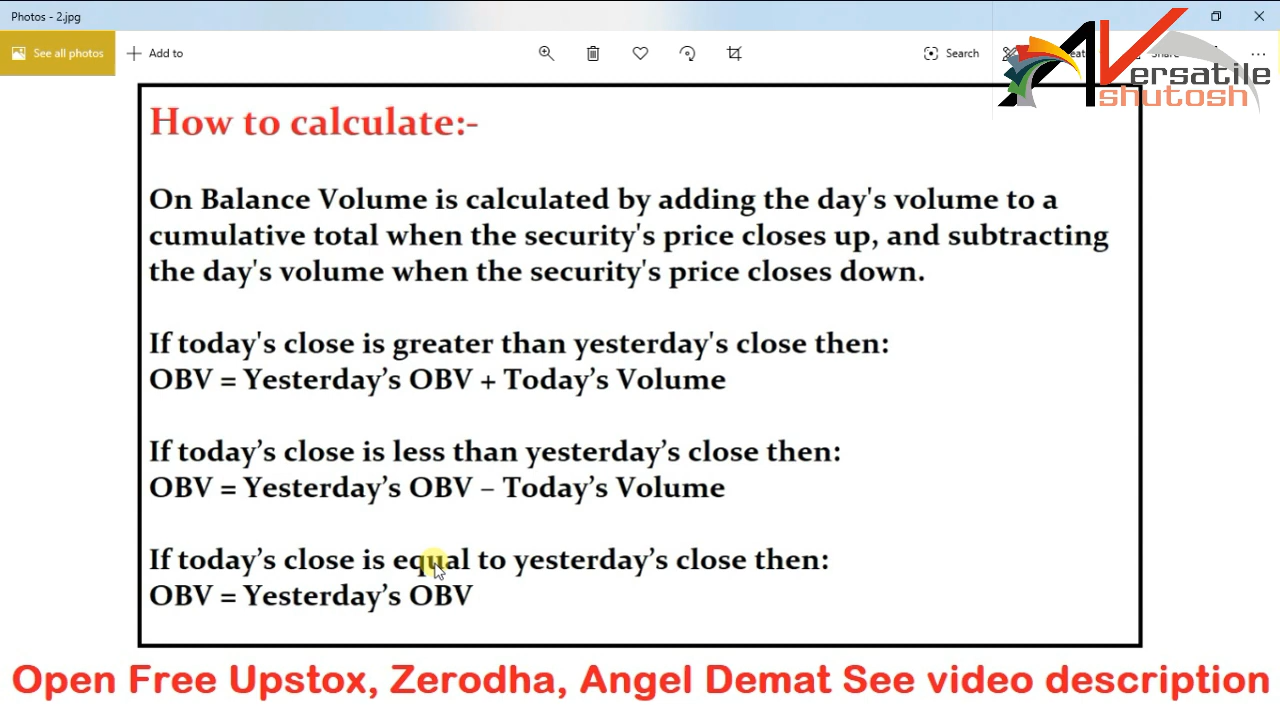 Photos - 2.jpg
See all photos
Add to
Search
Share
Versatile
Ashutosh
How to calculate:-
On Balance Volume is calculated by adding the day's volume to a
cumulative total when the security's price closes up, and subtracting
the day's volume when the security's price closes down.
If today's close is greater than yesterday's close then:
OBV = Yesterday’s OBV + Today’s Volume
If today’s close is less than yesterday’s close then:
OBV = Yesterday’s OBV – Today’s Volume
If today’s close is equal to yesterday’s close then:
OBV = Yesterday’s OBV
Open Free Upstox, Zerodha, Angel Demat See video description